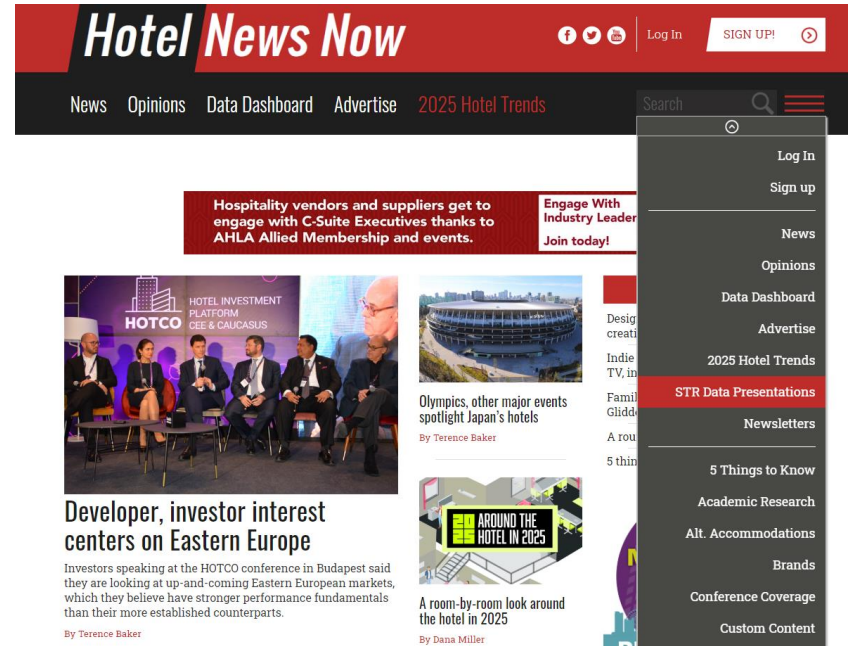 Hotel News Now
Log In
SIGN UP!
News Opinions Data Dashboard Advertise 2025 Hotel Trends
Search
Log In
Sign up
News
Opinions
Data Dashboard
Advertise
2025 Hotel Trends
STR Data Presentations
Newsletters
5 Things to Know
Academic Research
Alt. Accommodations
Brands
Conference Coverage
Custom Content
Hospitality vendors and suppliers get to
engage with C-Suite Executives thanks to
AHLA Allied Membership and events.
Engage With
Industry Leader
Join today!
HOTCO
HOTEL INVESTMENT
PLATFORM
CEE & CAUCASUS
Developer, investor interest
centers on Eastern Europe
Investors speaking at the HOTCO conference in Budapest said
they are looking at up-and-coming Eastern European markets,
which they believe have stronger performance fundamentals
than their more established counterparts.
By Terence Baker
Olympics, other major events
spotlight Japan's hotels
By Terence Baker
2025
AROUND THE
HOTEL IN 2025
A room-by-room look around
the hotel in 2025
By Dana Miller
Indie
TV, in
A rou
5 thin